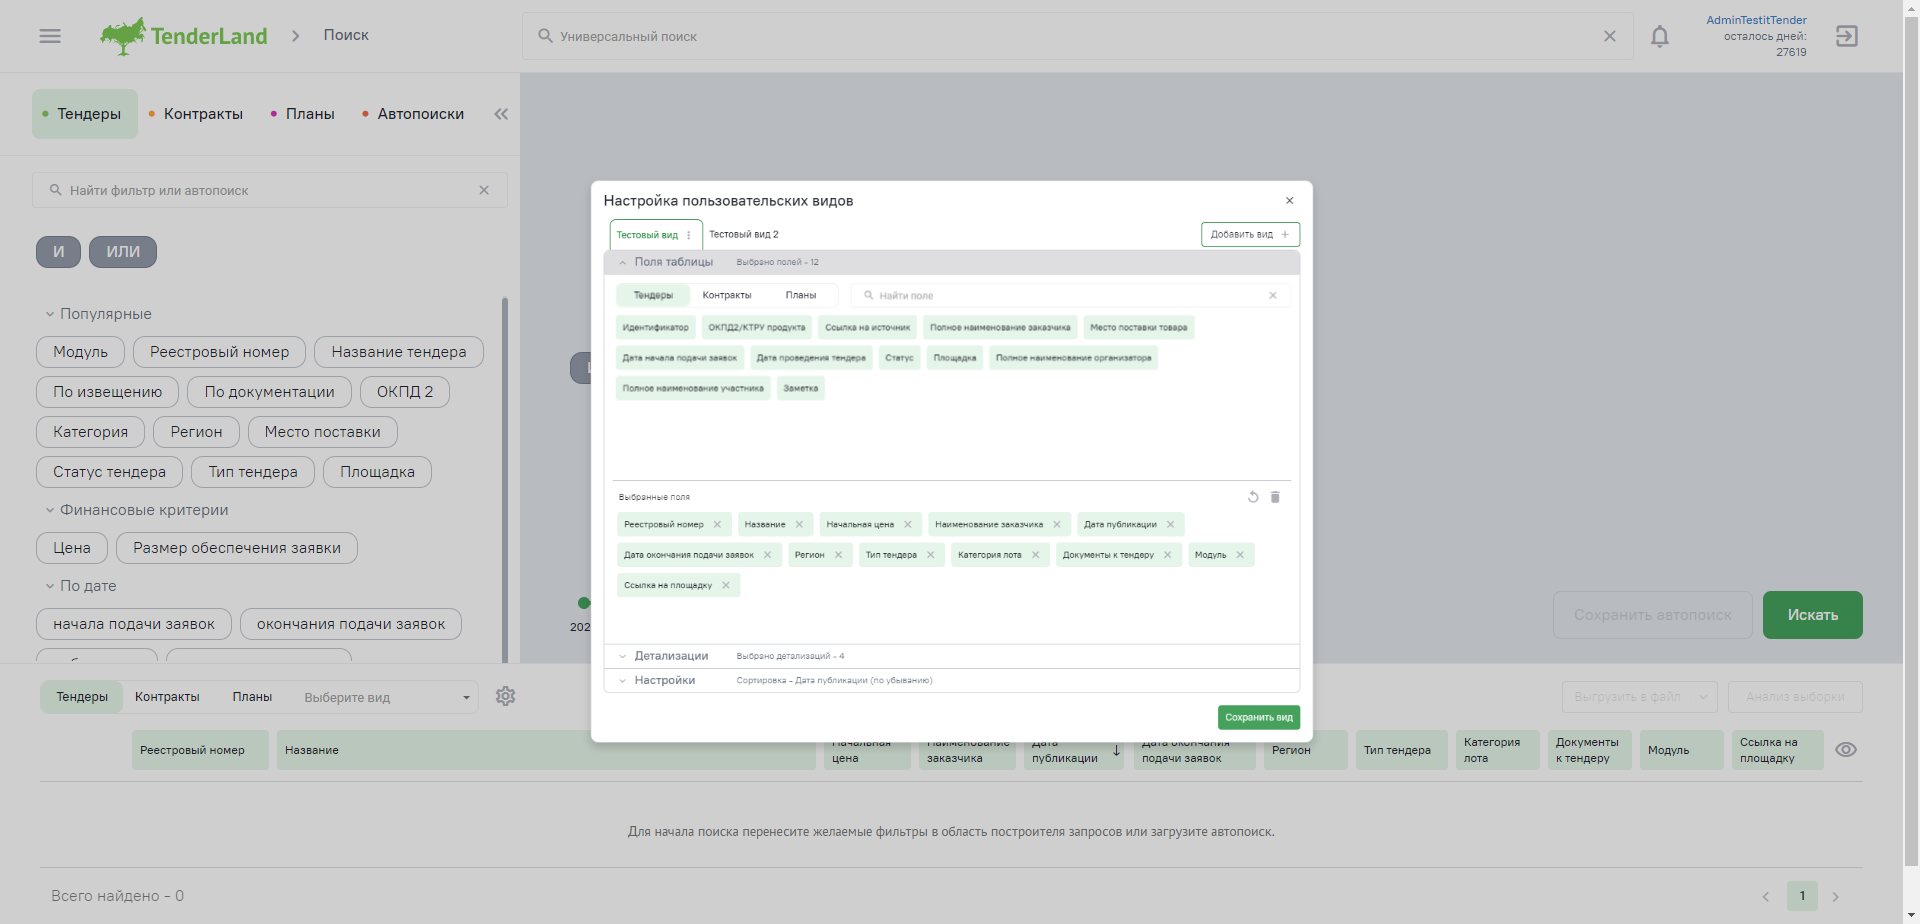 TenderLand
Поиск
Универсальный поиск
AdminTestitTender
осталось дней:
27619
Тендеры
Контракты
Планы
Автопоиски
Найти фильтр или автопоиск
И
ИЛИ
Популярные
Модуль
Реестровый номер
Название тендера
По извещению
По документации
ОКПД 2
Категория
Регион
Место поставки
Статус тендера
Тип тендера
Площадка
Финансовые критерии
Цена
Размер обеспечения заявки
По дате
начала подачи заявок
окончания подачи заявок
Настройка пользовательских видов
Тестовый вид
Тестовый вид 2
Добавить вид
Поля таблицы
Выбрано полей - 12
Тендеры
Контракты
Планы
Найти поле
Идентификатор
ОКПД2/КТРУ продукта
Ссылка на источник
Полное наименование заказчика
Место поставки товара
Дата начала подачи заявок
Дата проведения тендера
Статус
Площадка
Полное наименование организатора
Полное наименование участника
Заметка
Выбранные поля
Реестровый номер
Название
Начальная цена
Наименование заказчика
Дата публикации
Дата окончания подачи заявок
Регион
Тип тендера
Категория лота
Документы к тендеру
Модуль
Ссылка на площадку
Детализации
Выбрано детализаций - 4
Настройки
Сортировка - Дата публикации (по убыванию)
Сохранить вид
202
Сохранить автопоиск
Искать
Тендеры
Контракты
Планы
Выберите вид
Выгрузить в файл
Анализ выборки
Реестровый номер
Название
Начальная
цена
Наименование
заказчика
Дата
публикации
Дата окончания
подачи заявок
Регион
Тип тендера
Категория
лота
Документы
к тендеру
Модуль
Ссылка на
площадку
Для начала поиска перенесите желаемые фильтры в область построителя запросов или загрузите автопоиск.
Всего найдено - 0
1